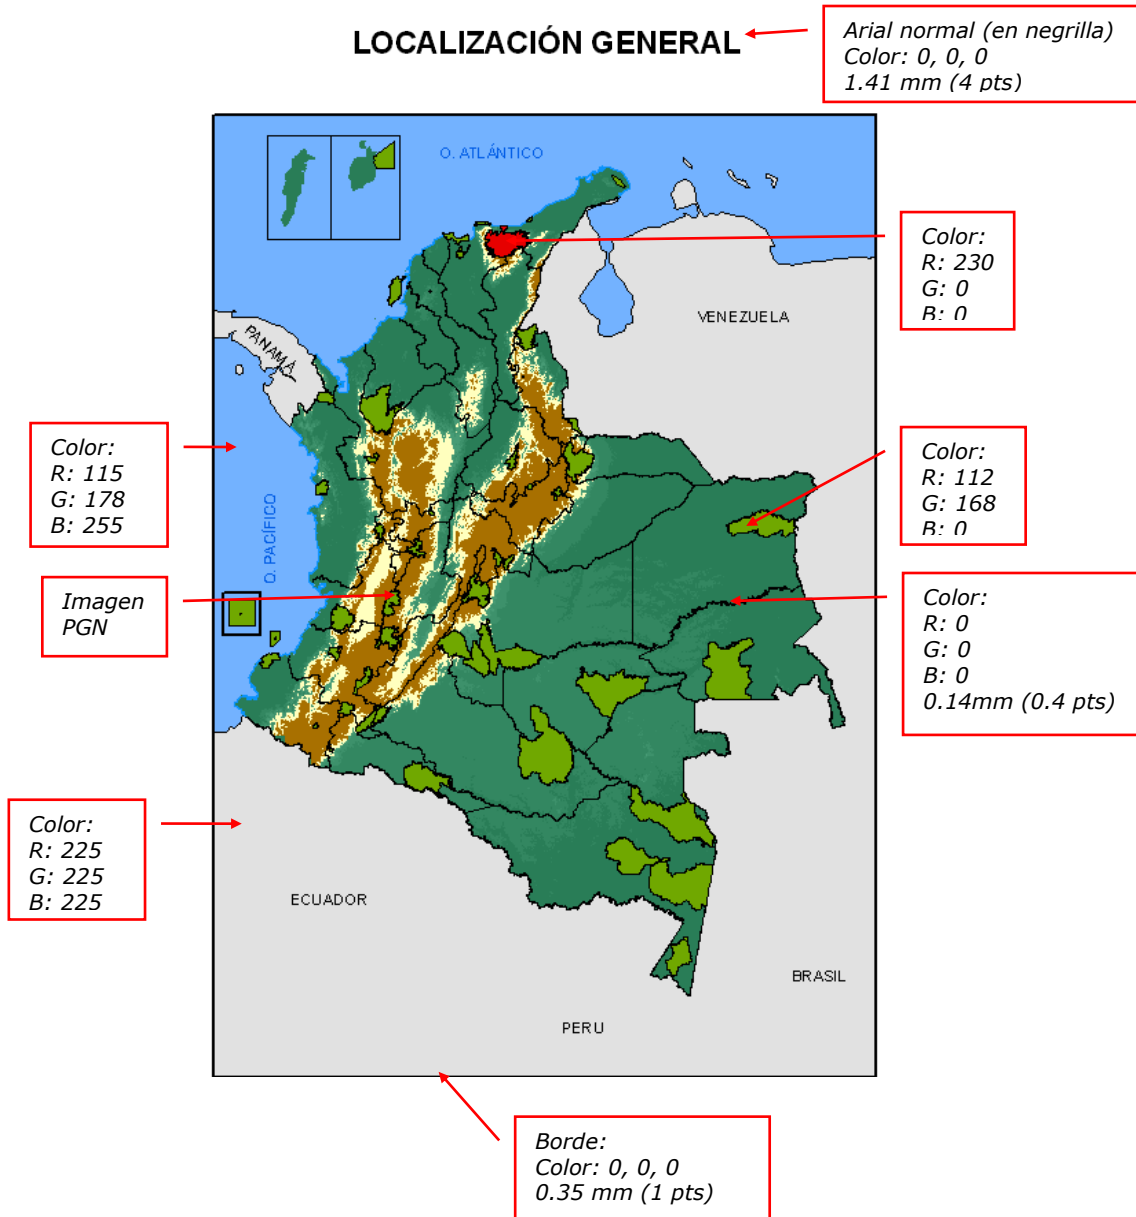 LOCALIZACIÓN GENERAL
Arial normal (en negrilla)
Color: 0, 0, 0
1.41 mm (4 pts)
O. ATLÁNTICO
Color:
R: 230
G: 0
B: 0
VENEZUELA
PANAMÁ
Color:
R: 115
G: 178
B: 255
O. PACÍFICO
Color:
R: 112
G: 168
B: 0
Imagen
PGN
Color:
R: 0
G: 0
B: 0
0.14mm (0.4 pts)
Color:
R: 225
G: 225
B: 225
ECUADOR
BRASIL
PERU
Borde:
Color: 0, 0, 0
0.35 mm (1 pts)